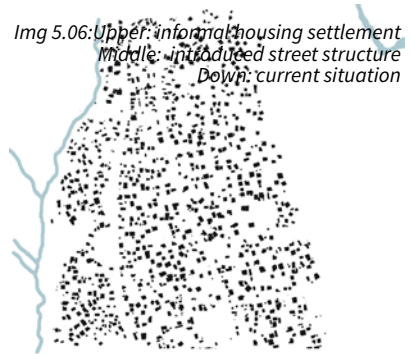 Img 5.06:Upper: informal housing settlement
Middle: introduced street structure
Down: current situation